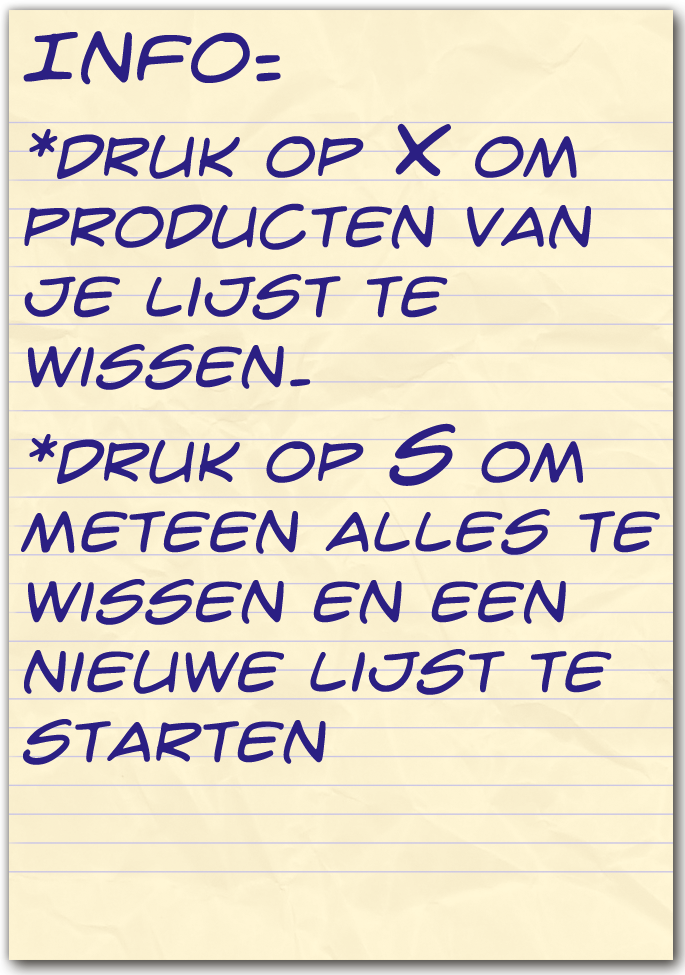 INFO:
*DRUK OP X OM
PRODUCTEN VAN
JE LIJST TE
WISSEN.
*DRUK OP S OM
METEEN ALLES TE
WISSEN EN EEN
NIEUWE LIJST TE
STARTEN